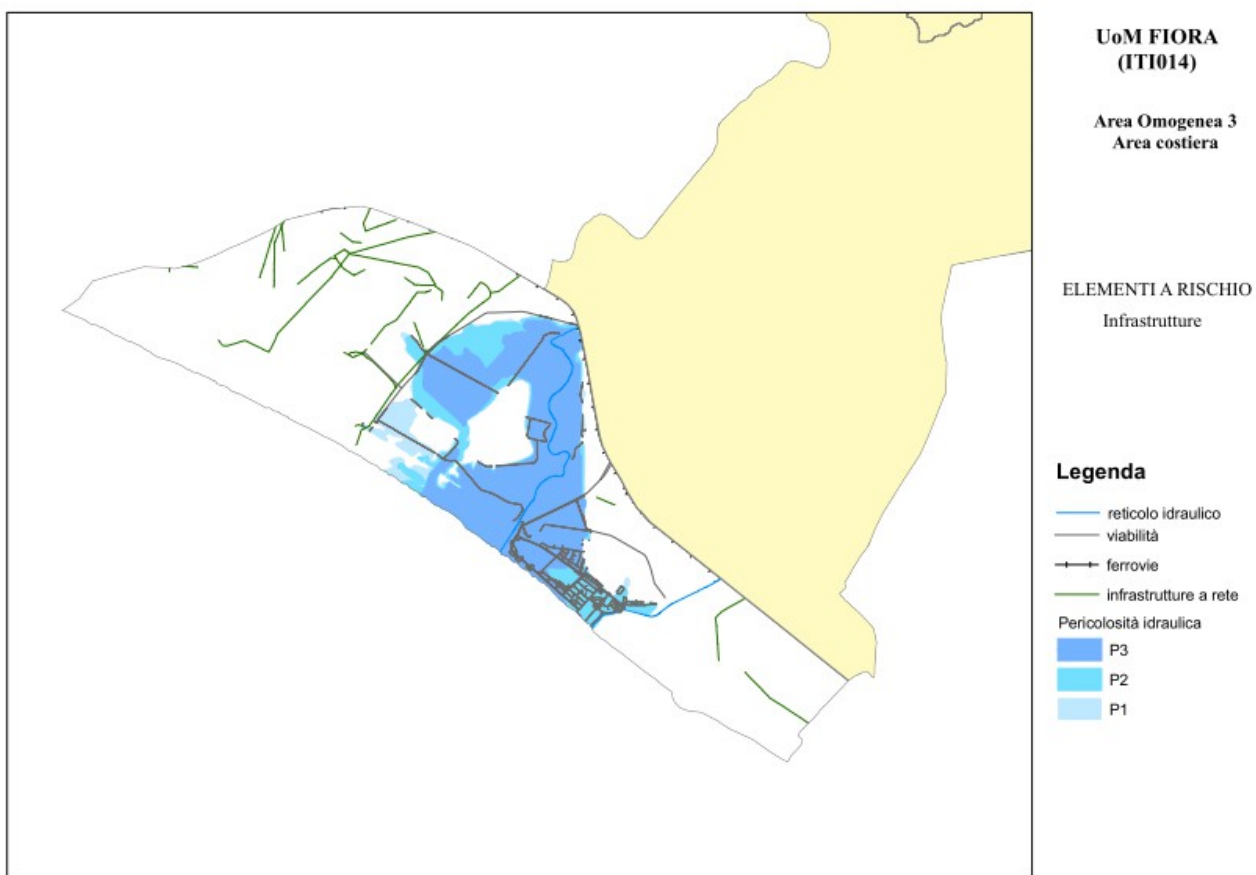 UoM FIORA
(ITI014)
Area Omogenea 3
Area costiera
ELEMENTI A RISCHIO
Infrastrutture
Legenda
reticolo idraulico
viabilità
ferrovie
infrastrutture a rete
Pericolosità idraulica
P3
P2
P1